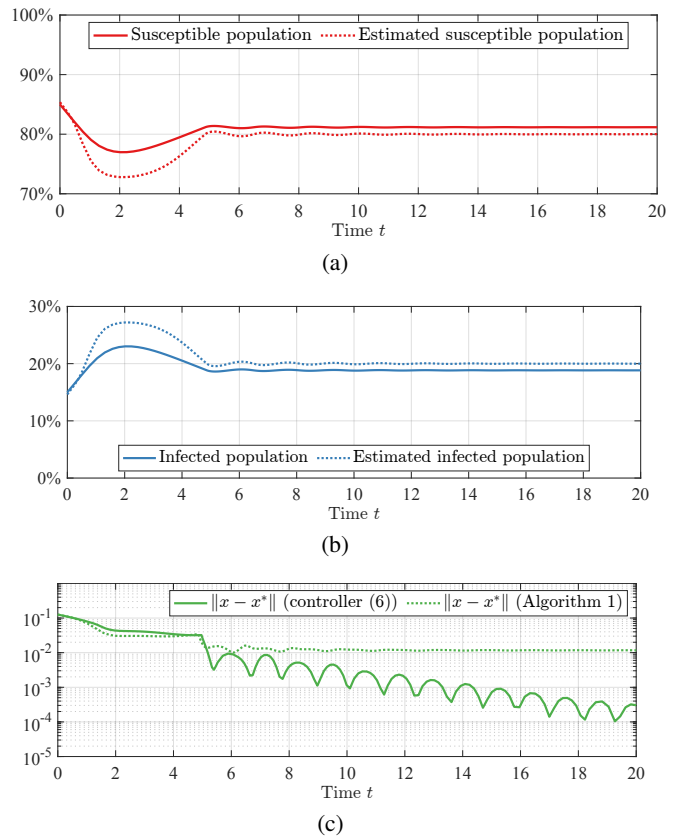 100%
90%
80%
70%
Susceptible population Estimated susceptible population
0 2 4 6 8 10 12 14 16 18 20
Time t
(a)
30%
20%
10%
0%
Infected population Estimated infected population
0 2 4 6 8 10 12 14 16 18 20
Time t
(b)
‖x − x*‖ (controller (6)) ‖x − x*‖ (Algorithm 1)
10⁻¹
10⁻²
10⁻³
10⁻⁴
10⁻⁵
0 2 4 6 8 10 12 14 16 18 20
Time t
(c)